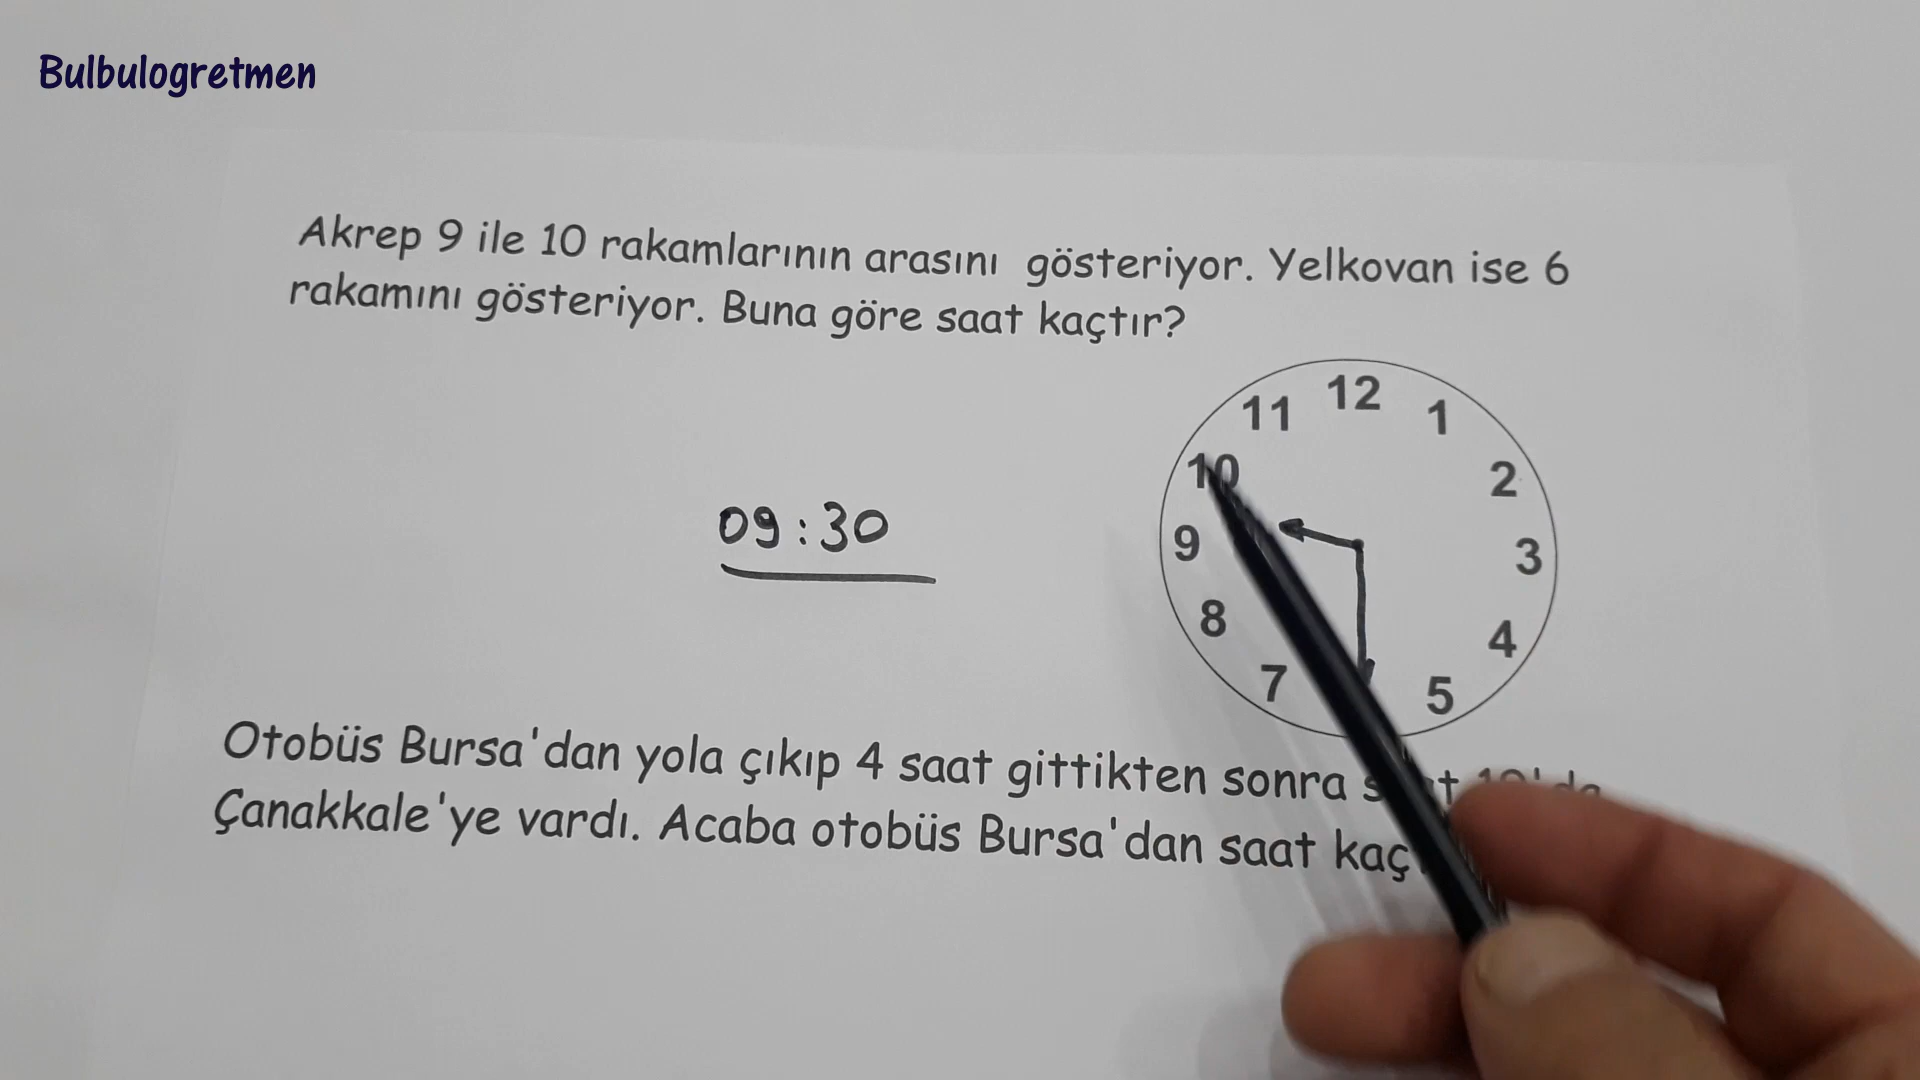 Bulbulogretmen
Akrep 9 ile 10 rakamlarının arasını gösteriyor. Yelkovan ise 6
rakamını gösteriyor. Buna göre saat kaçtır?
12
11 1
10 2
09:30
9 3
8 4
7 5
Otobüs Bursa'dan yola çıkıp 4 saat gittikten sonra
Çanakkale'ye vardı. Acaba otobüs Bursa'dan saat kaç